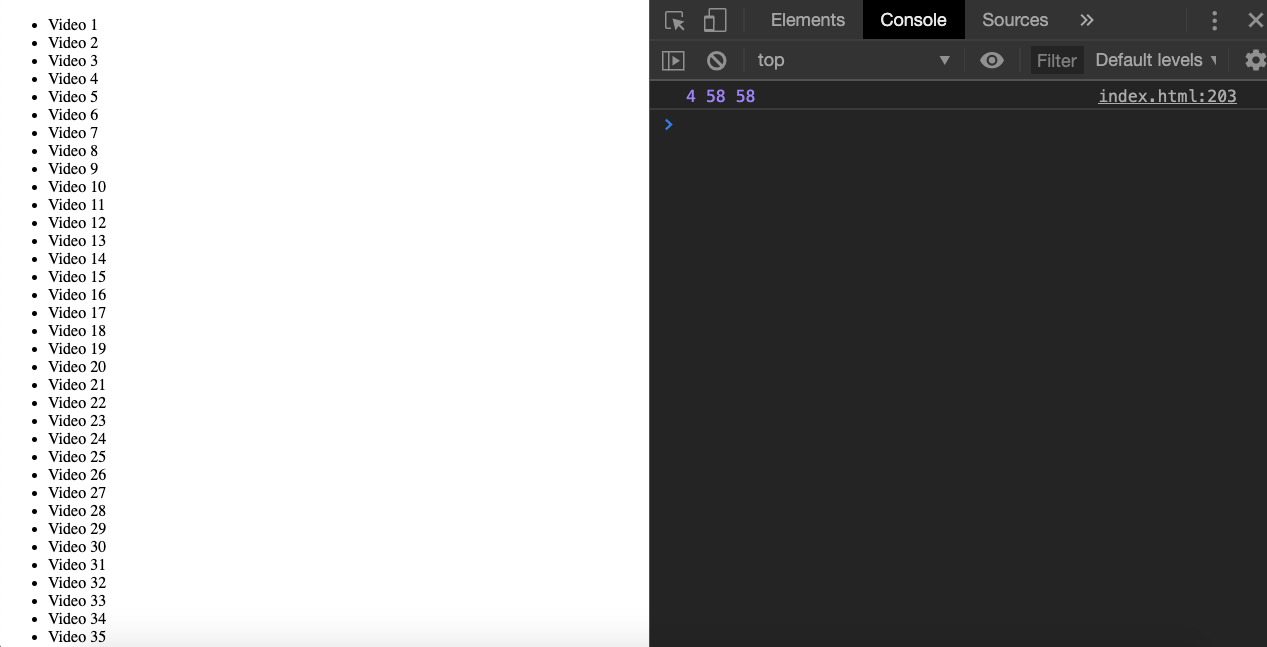 Video 1
Video 2
Video 3
Video 4
Video 5
Video 6
Video 7
Video 8
Video 9
Video 10
Video 11
Video 12
Video 13
Video 14
Video 15
Video 16
Video 17
Video 18
Video 19
Video 20
Video 21
Video 22
Video 23
Video 24
Video 25
Video 26
Video 27
Video 28
Video 29
Video 30
Video 31
Video 32
Video 33
Video 34
Video 35
Elements Console Sources
top Filter Default levels
4 58 58 index.html:203